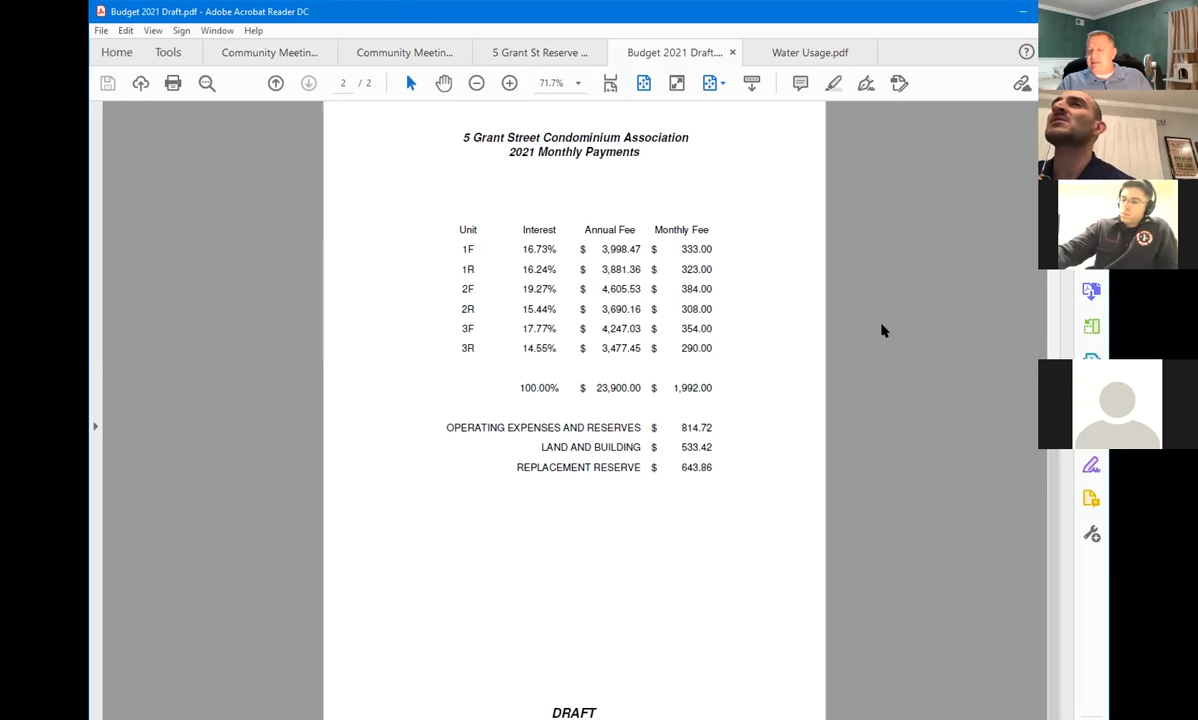 Budget 2021 Draft.pdf - Adobe Acrobat Reader DC
File Edit View Sign Window Help
Home Tools Community Meetin... Community Meetin... 5 Grant St Reserve ... Budget 2021 Draft.... × Water Usage.pdf
2 / 2 71.7%
5 Grant Street Condominium Association
2021 Monthly Payments
Unit Interest Annual Fee Monthly Fee
1F 16.73% $ 3,998.47 $ 333.00
1R 16.24% $ 3,881.36 $ 323.00
2F 19.27% $ 4,605.53 $ 384.00
2R 15.44% $ 3,690.16 $ 308.00
3F 17.77% $ 4,247.03 $ 354.00
3R 14.55% $ 3,477.45 $ 290.00
100.00% $ 23,900.00 $ 1,992.00
OPERATING EXPENSES AND RESERVES $ 814.72
LAND AND BUILDING $ 533.42
REPLACEMENT RESERVE $ 643.86
DRAFT